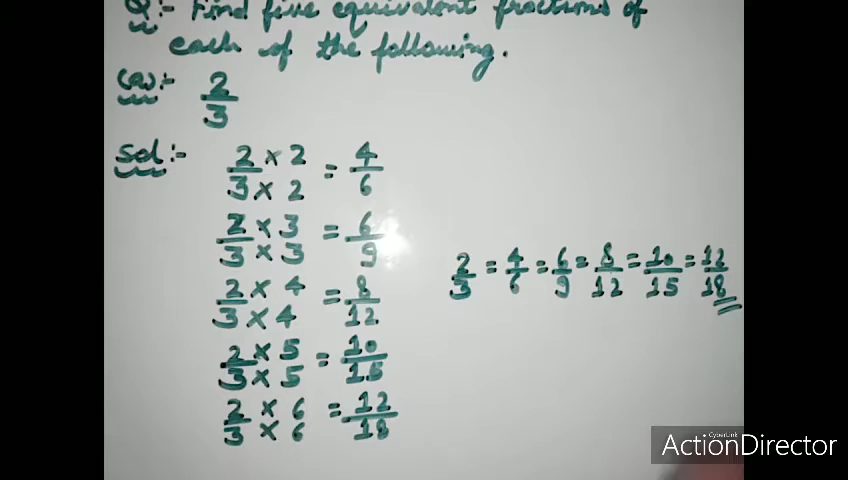 Q:- Find five equivalent fractions of
each of the following.
(a):- 2/3
Sol:- 2/3 × 2/2 = 4/6
2/3 × 3/3 = 6/9
2/3 × 4/4 = 8/12
2/3 × 5/5 = 10/15
2/3 × 6/6 = 12/18
2/3 = 4/6 = 6/9 = 8/12 = 10/15 = 12/18
CyberLink
ActionDirector